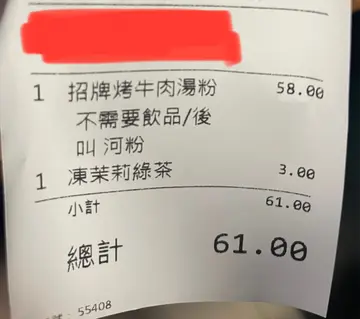 1 招牌烤牛肉湯粉 58.00
不需要飲品/後
叫 河粉
1 凍茉莉綠茶 3.00
小計 61.00
總計 61.00
55408